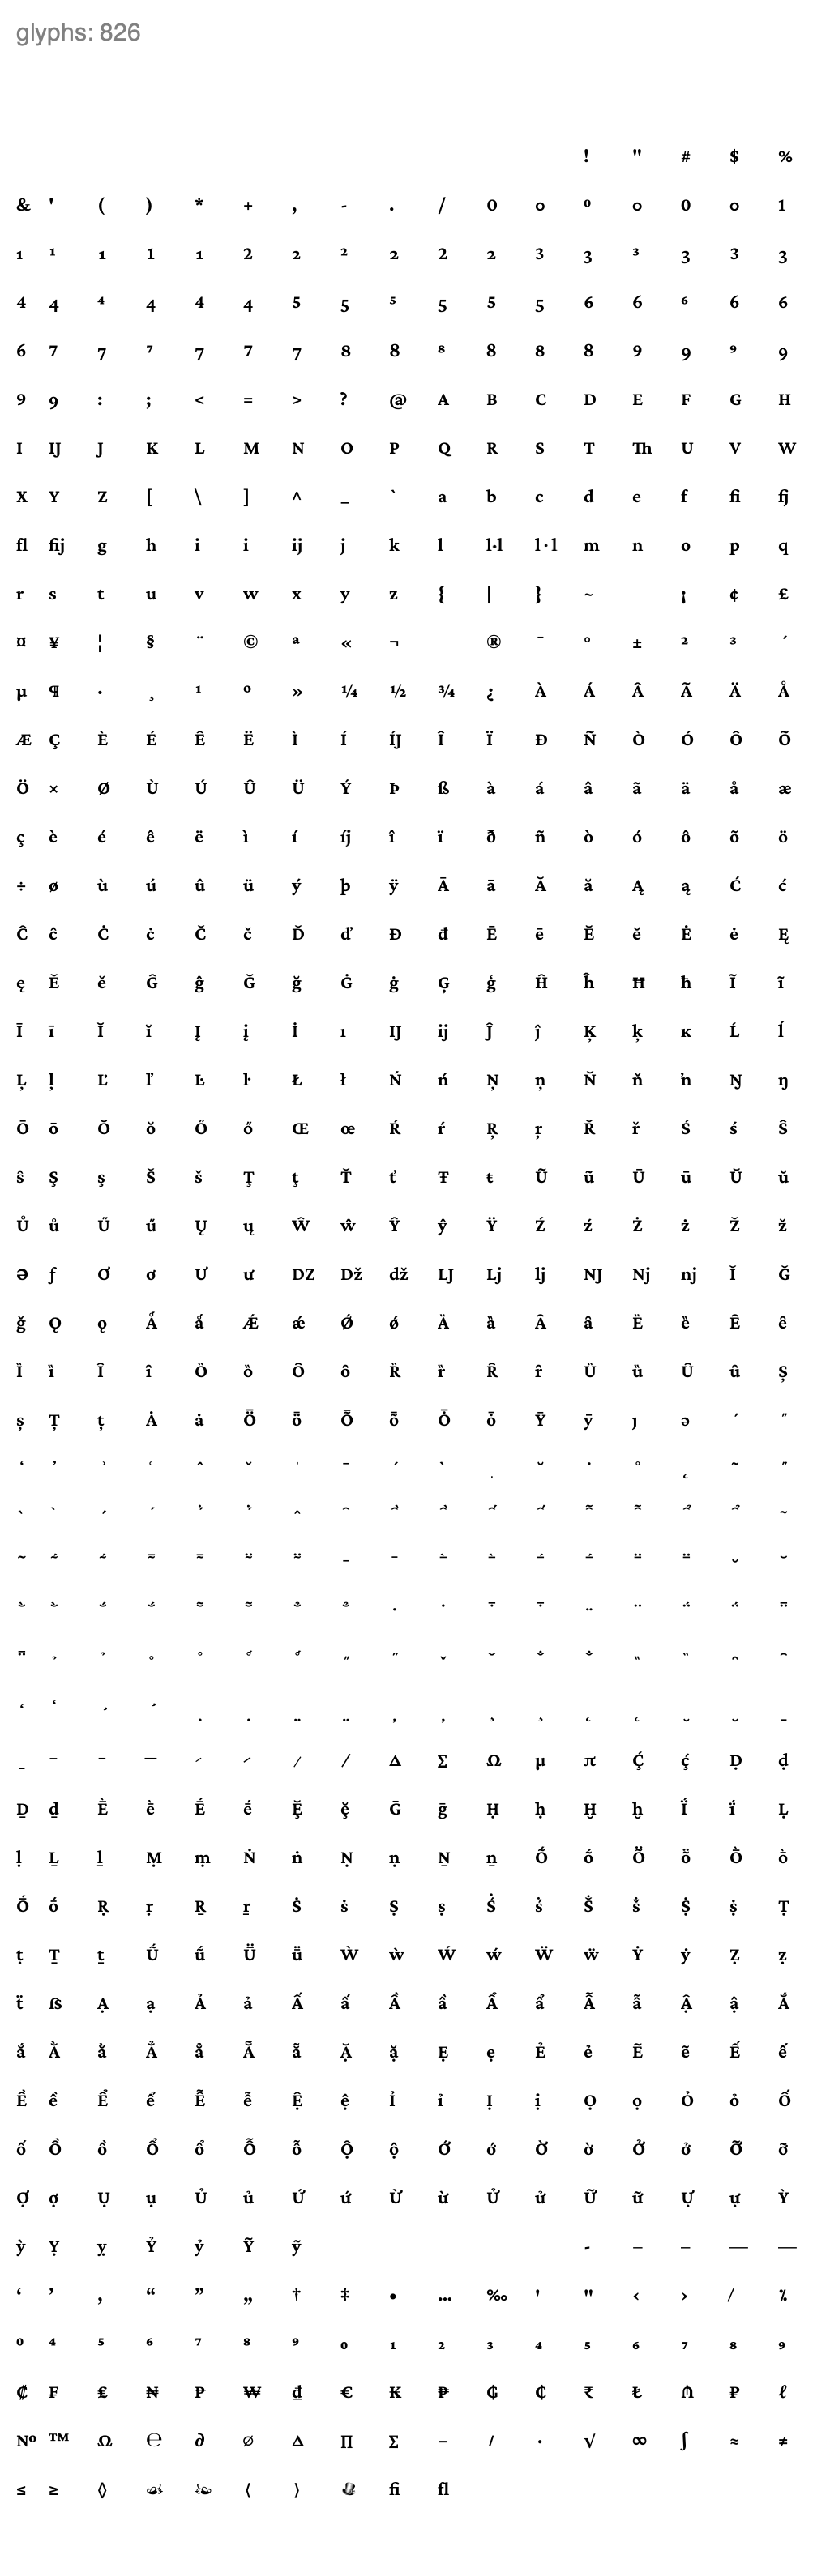 glyphs: 826
! " # $ %
& ' ( ) * + , - . / 0 o ⁰ o 0 o 1
1 ¹ 1 1 1 2 2 ² 2 2 2 3 3 ³ 3 3 3
4 4 ⁴ 4 4 4 5 5 ⁵ 5 5 5 6 6 ⁶ 6 6
6 7 7 ⁷ 7 7 7 8 8 ⁸ 8 8 8 9 9 ⁹ 9
9 9 : ; < = > ? @ A B C D E F G H
I IJ J K L M N O P Q R S T Th U V W
X Y Z [ \ ] ^ _ ` a b c d e f fi fj
fl fij g h i i ij j k l l·l l·l m n o p q
r s t u v w x y z { | } ~ ¡ ¢ £
¤ ¥ ¦ § ¨ © ª « ¬ ® ¯ ° ± ² ³ ´
µ ¶ · ¸ ¹ º » ¼ ½ ¾ ¿ À Á Â Ã Ä Å
Æ Ç È É Ê Ë Ì Í ÍJ Î Ï Ð Ñ Ò Ó Ô Õ
Ö × Ø Ù Ú Û Ü Ý Þ ß à á â ã ä å æ
ç è é ê ë ì í íj î ï ð ñ ò ó ô õ ö
÷ ø ù ú û ü ý þ ÿ Ā ā Ă ă Ą ą Ć ć
Ĉ ĉ Ċ ċ Č č Ď ď Đ đ Ē ē Ĕ ĕ Ė ė Ę
ę Ě ě Ĝ ĝ Ğ ğ Ġ ġ Ģ ģ Ĥ ĥ Ħ ħ Ĩ ĩ
Ī ī Ĭ ĭ Į į İ ı IJ ij Ĵ ĵ Ķ ķ ĸ Ĺ ĺ
Ļ ļ Ľ ľ Ŀ ŀ Ł ł Ń ń Ņ ņ Ň ň ŉ Ŋ ŋ
Ō ō Ŏ ŏ Ő ő Œ œ Ŕ ŕ Ŗ ŗ Ř ř Ś ś Ŝ
ŝ Ş ş Š š Ţ ţ Ť ť Ŧ ŧ Ũ ũ Ū ū Ŭ ŭ
Ů ů Ű ű Ų ų Ŵ ŵ Ŷ ŷ Ÿ Ź ź Ż ż Ž ž
Ə ƒ Ơ ơ Ư ư DZ Dž dž LJ Lj lj NJ Nj nj Ĭ Ğ
ğ Ǫ ǫ Ǻ ǻ Ǽ ǽ Ǿ ǿ Ȁ ȁ Ȃ ȃ Ȅ ȅ Ȇ ȇ
Ȉ ȉ Ȋ ȋ Ȍ ȍ Ȏ ȏ Ȑ ȑ Ȓ ȓ Ȕ ȕ Ȗ ȗ Ș
ș Ț ț Ȧ ȧ Ȫ ȫ Ȭ ȭ Ȱ ȱ Ȳ ȳ ȷ ə ˊ ˝
Δ Σ Ω µ π Ḉ ḉ Ḍ ḍ
Ḏ ḏ Ḕ ḕ Ḗ ḗ Ḝ ḝ Ḡ ḡ Ḥ ḥ Ḫ ḫ Ḯ ḯ Ḷ
ḷ Ḻ ḻ Ṃ ṃ Ṅ ṅ Ṇ ṇ Ṉ ṉ Ṍ ṍ Ṏ ṏ Ṑ ṑ
Ṓ ṓ Ṛ ṛ Ṟ ṟ Ṡ ṡ Ṣ ṣ Ṥ ṥ Ṧ ṧ Ṩ ṩ Ṭ
ṭ Ṯ ṯ Ṹ ṹ Ṻ ṻ Ẁ ẁ Ẃ ẃ Ẅ ẅ Ẏ ẏ Ẓ ẓ
ẗ ẞ Ạ ạ Ả ả Ấ ấ Ầ ầ Ẩ ẩ Ẫ ẫ Ậ ậ Ắ
ắ Ằ ằ Ẳ ẳ Ẵ ẵ Ặ ặ Ẹ ẹ Ẻ ẻ Ẽ ẽ Ế ế
Ề ề Ể ể Ễ ễ Ệ ệ Ỉ ỉ Ị ị Ọ ọ Ỏ ỏ Ố
ố Ồ ồ Ổ ổ Ỗ ỗ Ộ ộ Ớ ớ Ờ ờ Ở ở Ỡ ỡ
Ợ ợ Ụ ụ Ủ ủ Ứ ứ Ừ ừ Ử ử Ữ ữ Ự ự Ỳ
ỳ Ỵ ỵ Ỷ ỷ Ỹ ỹ - – – — —
‘ ’ ‚ “ ” „ † ‡ • … ‰ ' " ‹ › / ⁒
⁰ ⁴ ⁵ ⁶ ⁷ ⁸ ⁹ ₀ ₁ ₂ ₃ ₄ ₅ ₆ ₇ ₈ ₉
₡ ₣ ₤ ₦ ₱ ₩ ₫ € ₭ ₱ ₲ ₵ ₹ ₺ ₼ ₽ ℓ
№ ™ Ω ℮ ∂ ∅ ∆ ∏ ∑ − ∕ ∙ √ ∞ ∫ ≈ ≠
≤ ≥ ◊ ☙ ❧ ⟨ ⟩ fi fl